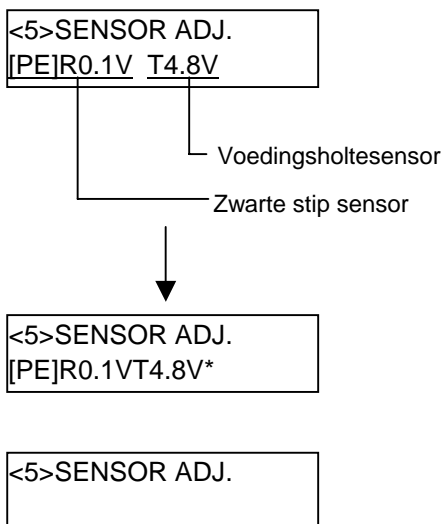 <5>SENSOR ADJ.
[PE]R0.1V T4.8V
Voedingsholtesensor
Zwarte stip sensor
<5>SENSOR ADJ.
[PE]R0.1VT4.8V*
<5>SENSOR ADJ.